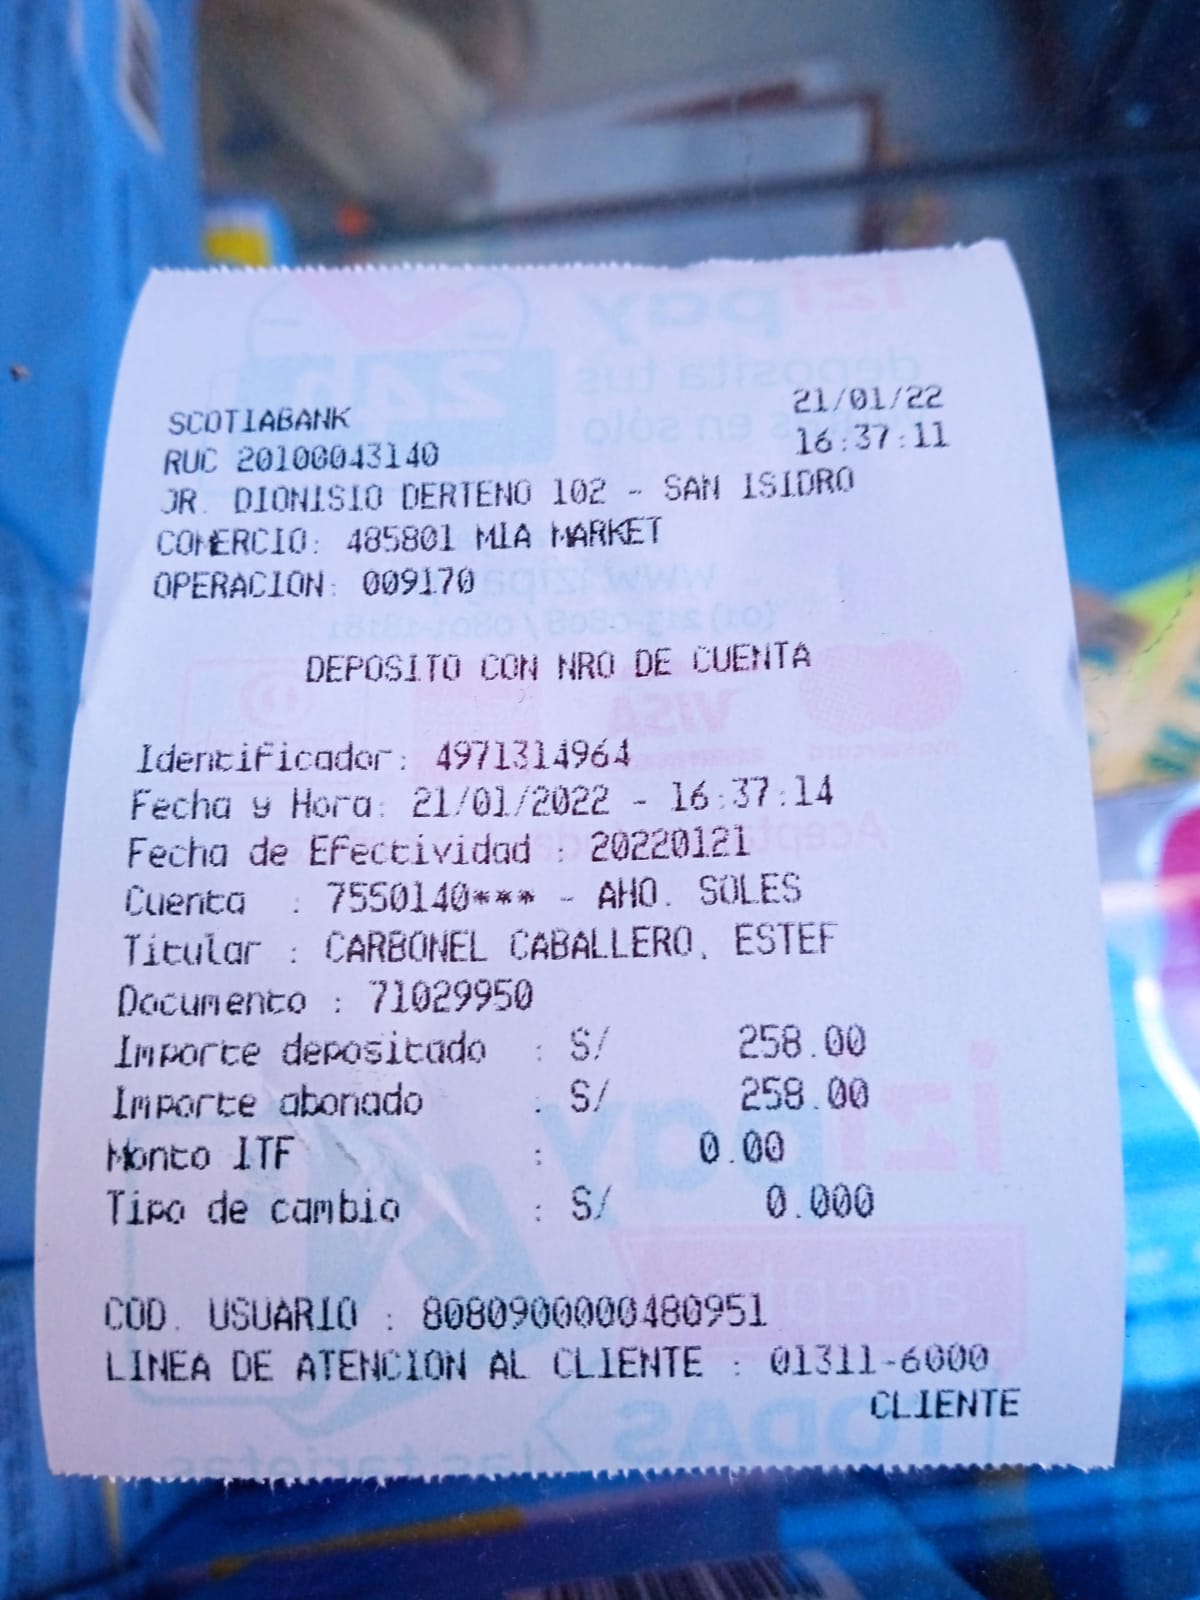 SCOTIABANK 21/01/22
RUC 20100043140 16:37:11
JR. DIONISIO DERTENO 102 - SAN ISIDRO
COMERCIO: 485801 MIA MARKET
OPERACION: 009170
DEPOSITO CON NRO DE CUENTA
Identificador: 4971314964
Fecha y Hora: 21/01/2022 - 16:37:14
Fecha de Efectividad : 20220121
Cuenta : 7550140*** - AHO. SOLES
Titular : CARBONEL CABALLERO, ESTEF
Documento : 71029950
Importe depositado : S/ 258.00
Importe abonado : S/ 258.00
Monto ITF : 0.00
Tipo de cambio : S/ 0.000
COD. USUARIO : 8080900000480951
LINEA DE ATENCION AL CLIENTE : 01311-6000
CLIENTE